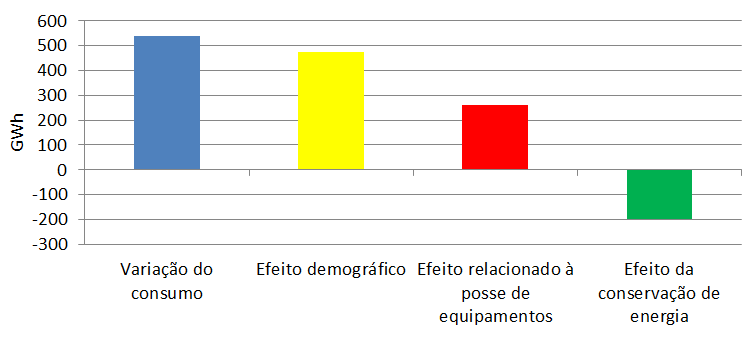 600
500
400
300
200
100
0
-100
-200
-300
GWh
Variação do
consumo
Efeito demográfico
Efeito relacionado à
posse de
equipamentos
Efeito da
conservação de
energia